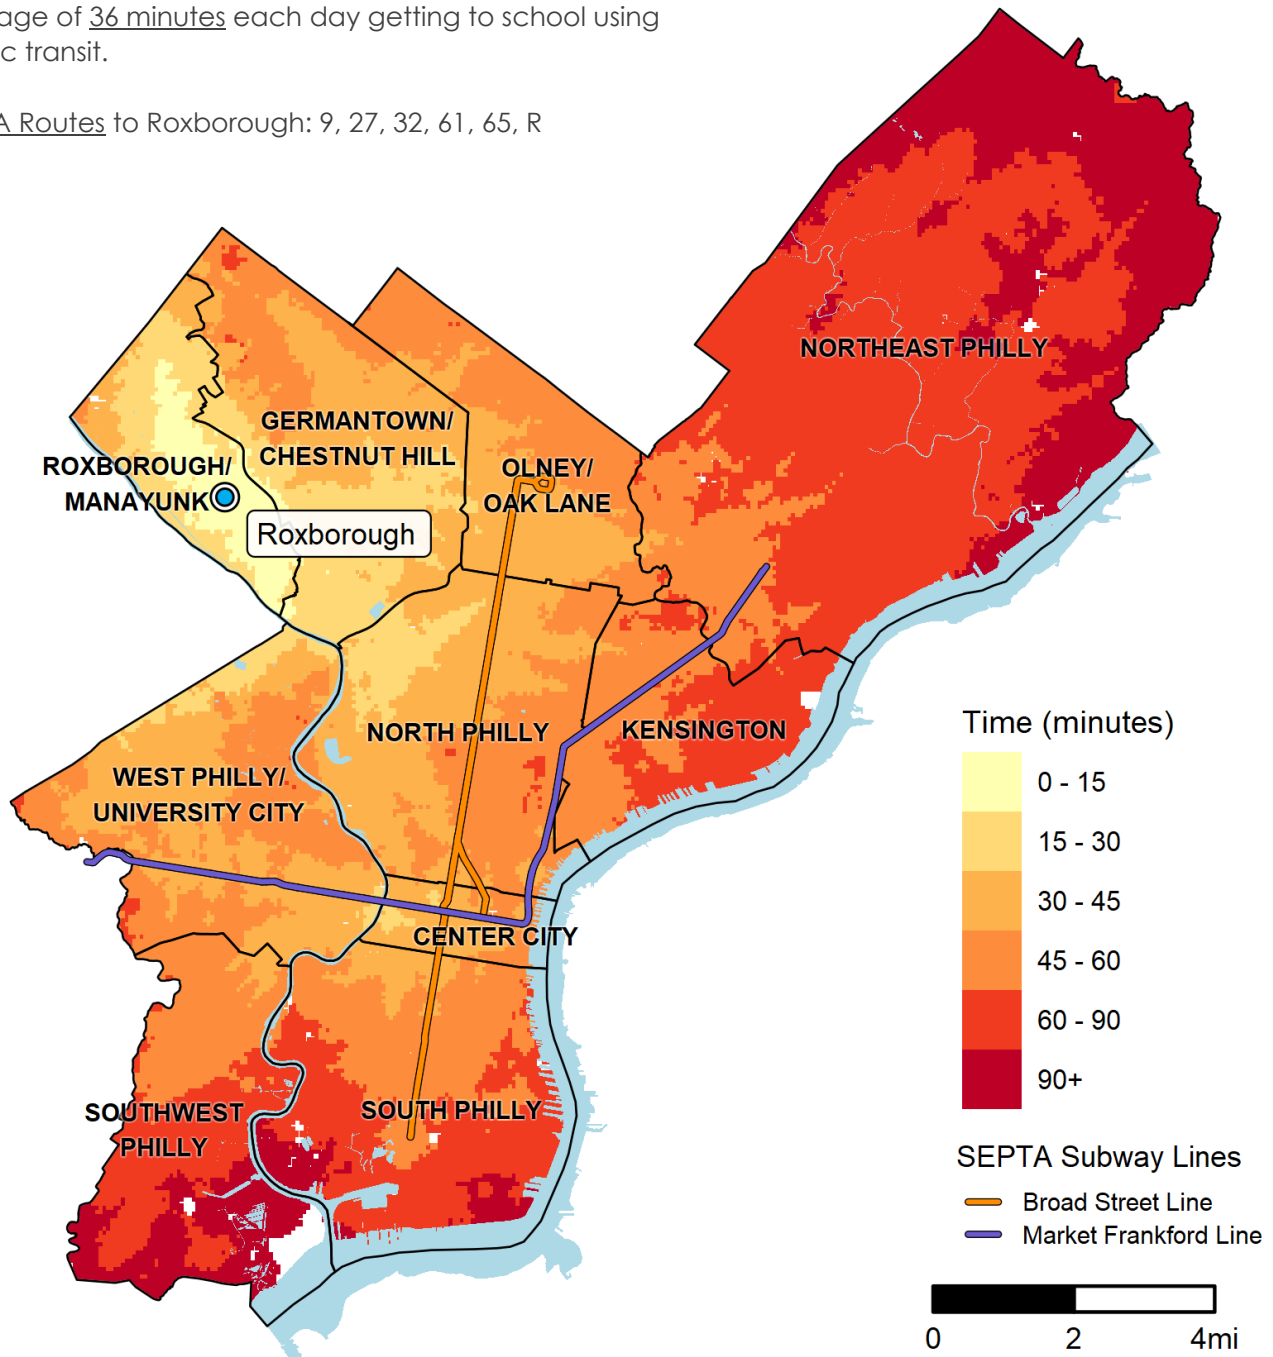 age of 36 minutes each day getting to school using
c transit.
A Routes to Roxborough: 9, 27, 32, 61, 65, R
NORTHEAST PHILLY
GERMANTOWN/
CHESTNUT HILL
ROXBOROUGH/
MANAYUNK
OLNEY/
OAK LANE
Roxborough
NORTH PHILLY
KENSINGTON
WEST PHILLY/
UNIVERSITY CITY
CENTER CITY
SOUTHWEST
PHILLY
SOUTH PHILLY
Time (minutes)
0 - 15
15 - 30
30 - 45
45 - 60
60 - 90
90+
SEPTA Subway Lines
Broad Street Line
Market Frankford Line
0 2 4mi